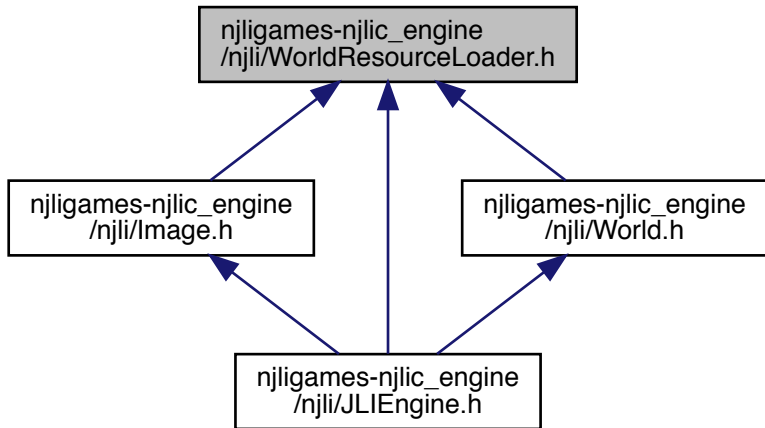 njligames-njlic_engine
/njli/WorldResourceLoader.h
njligames-njlic_engine
/njli/Image.h
njligames-njlic_engine
/njli/World.h
njligames-njlic_engine
/njli/JLIEngine.h